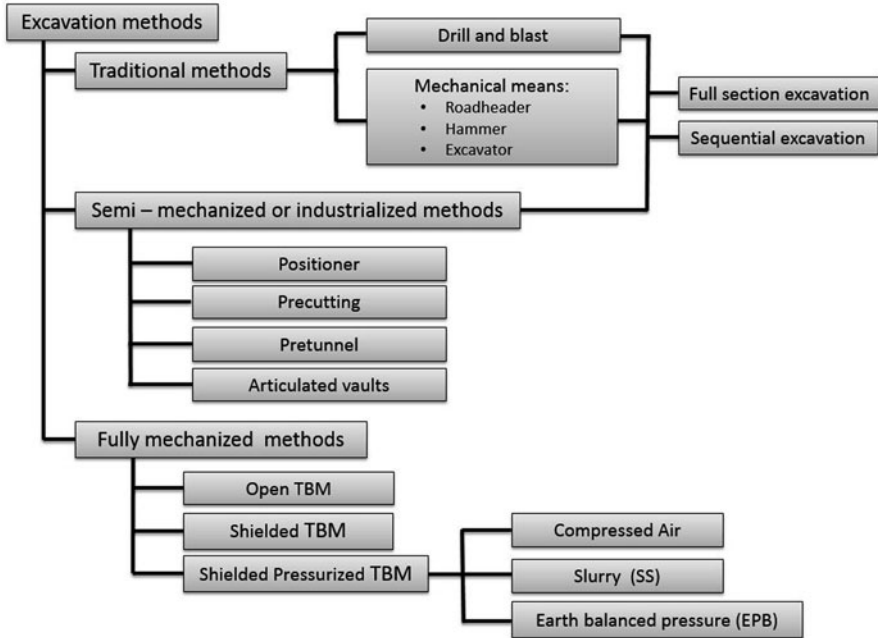 Excavation methods
Traditional methods
Drill and blast
Mechanical means:
• Roadheader
• Hammer
• Excavator
Full section excavation
Sequential excavation
Semi – mechanized or industrialized methods
Positioner
Precutting
Pretunnel
Articulated vaults
Fully mechanized methods
Open TBM
Shielded TBM
Shielded Pressurized TBM
Compressed Air
Slurry (SS)
Earth balanced pressure (EPB)